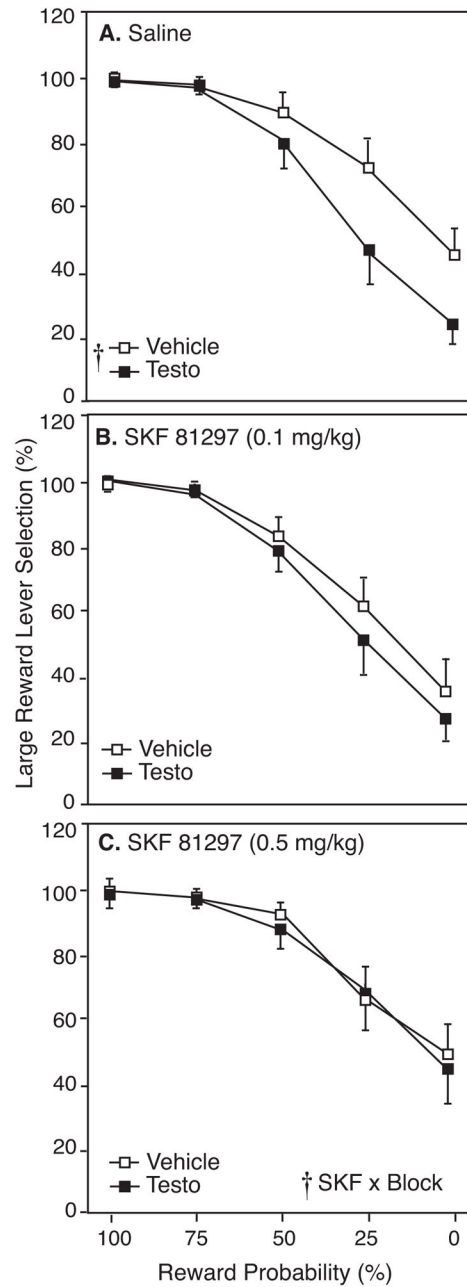 120
A. Saline
100
80
60
40
20
† Vehicle
Testo
0
120
B. SKF 81297 (0.1 mg/kg)
100
80
60
40
20
Vehicle
Testo
0
Large Reward Lever Selection (%)
120
C. SKF 81297 (0.5 mg/kg)
100
80
60
40
20
Vehicle
Testo
† SKF x Block
0
100 75 50 25 0
Reward Probability (%)